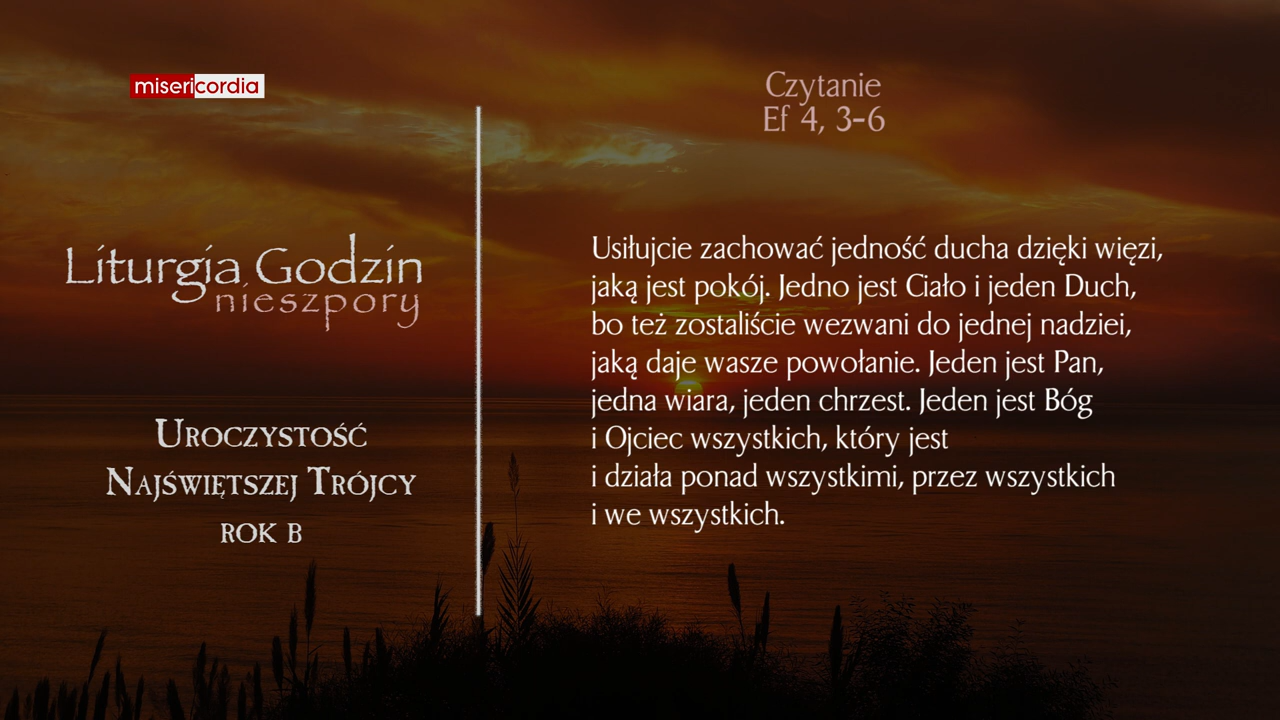 misericordia
Liturgia Godzin
nieszpory
Uroczystość
Najświętszej Trójcy
rok B
Czytanie
Ef 4, 3-6
Usiłujcie zachować jedność ducha dzięki więzi,
jaką jest pokój. Jedno jest Ciało i jeden Duch,
bo też zostaliście wezwani do jednej nadziei,
jaką daje wasze powołanie. Jeden jest Pan,
jedna wiara, jeden chrzest. Jeden jest Bóg
i Ojciec wszystkich, który jest
i działa ponad wszystkimi, przez wszystkich
i we wszystkich.